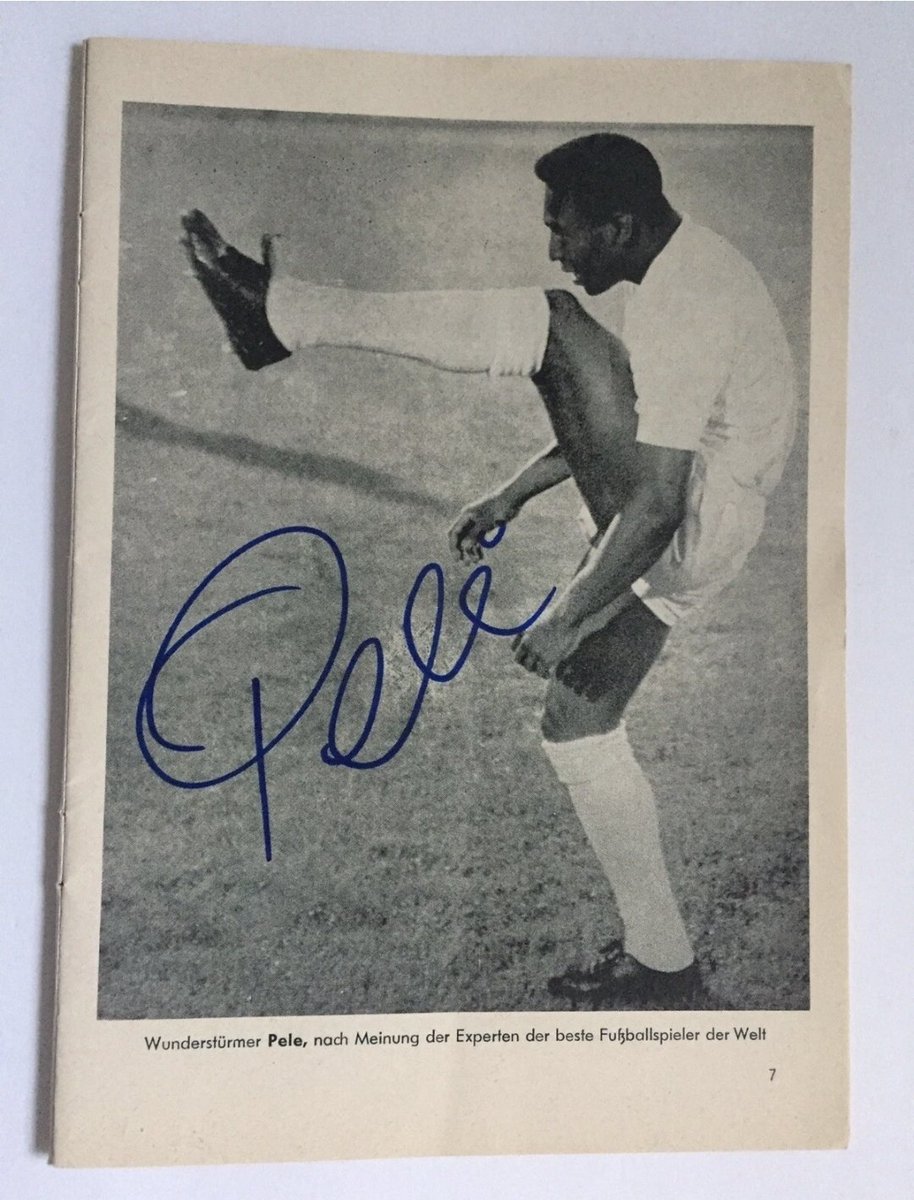 Pelé
Wunderstürmer Pele, nach Meinung der Experten der beste Fußballspieler der Welt
7